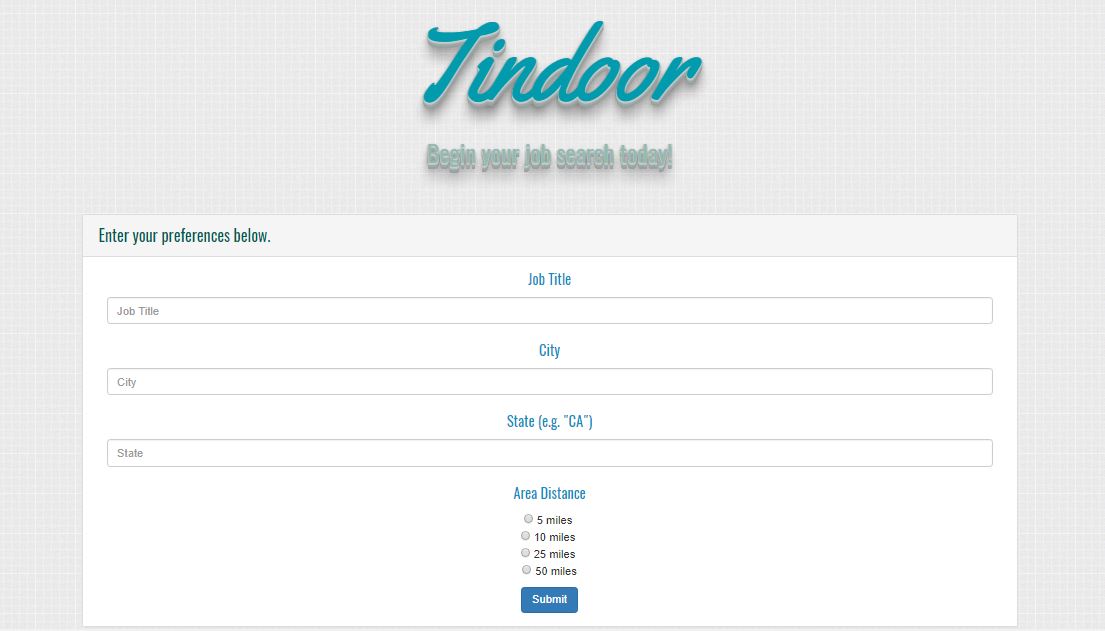 Tindoor
Begin your job search today!
Enter your preferences below.
Job Title
Job Title
City
City
State (e.g. "CA")
State
Area Distance
5 miles
10 miles
25 miles
50 miles
Submit